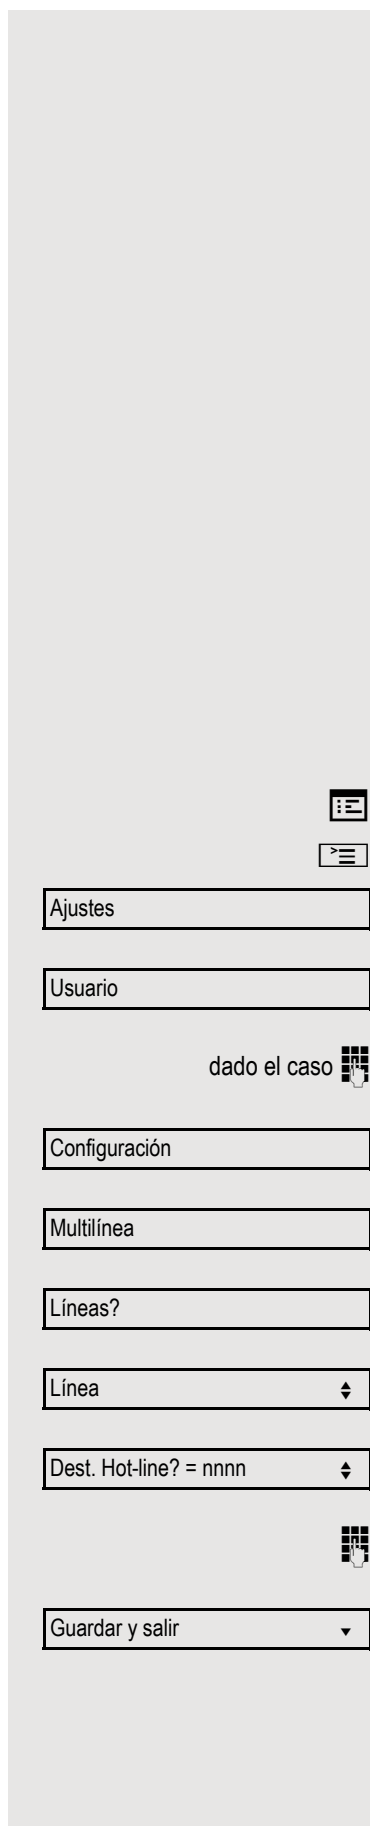 Ajustes
Usuario
dado el caso
Configuración
Multilínea
Líneas?
Línea
Dest. Hot-line? = nnnn
Guardar y salir